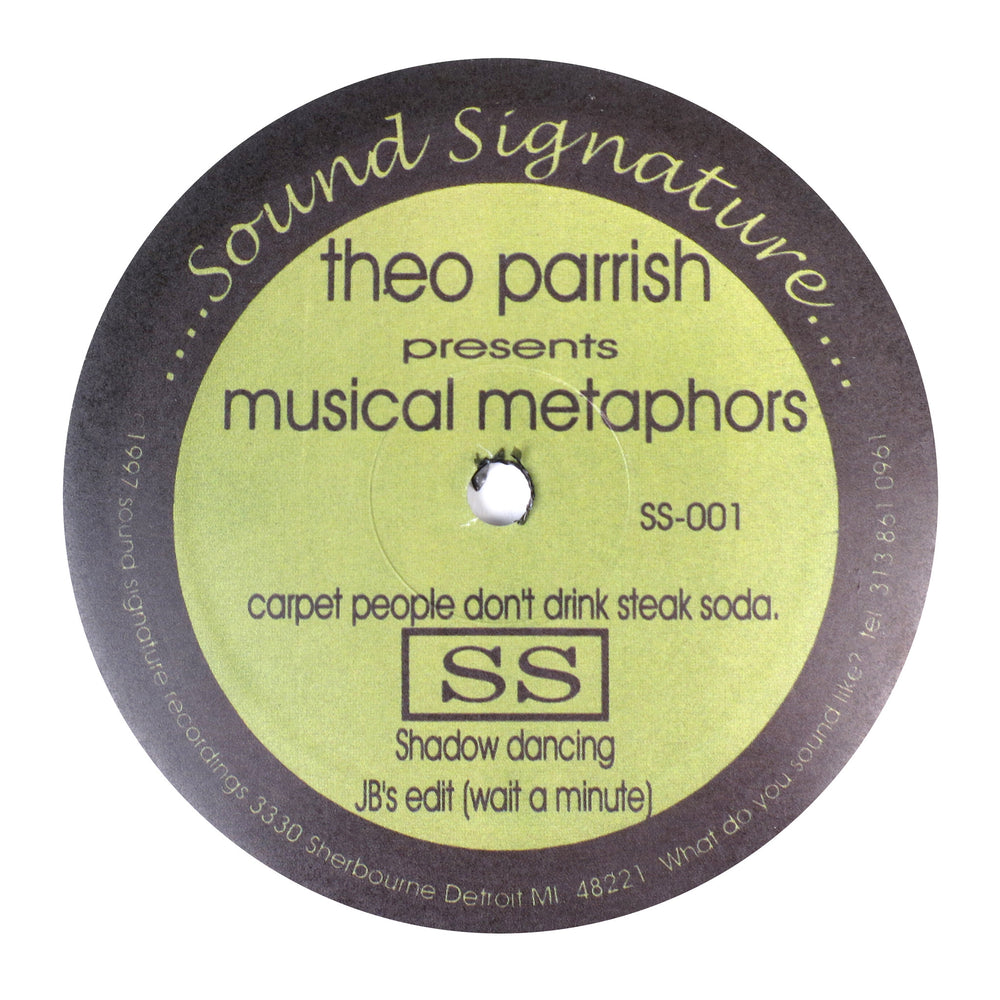 .....Sound Signature.....
theo parrish
presents
musical metaphors
SS-001
carpet people don't drink steak soda.
SS
Shadow dancing
JB's edit (wait a minute)
c 1997 sound signature recordings 3330 Sherbourne Detroit MI. 48221 What do you sound like? tel 313 861 0961